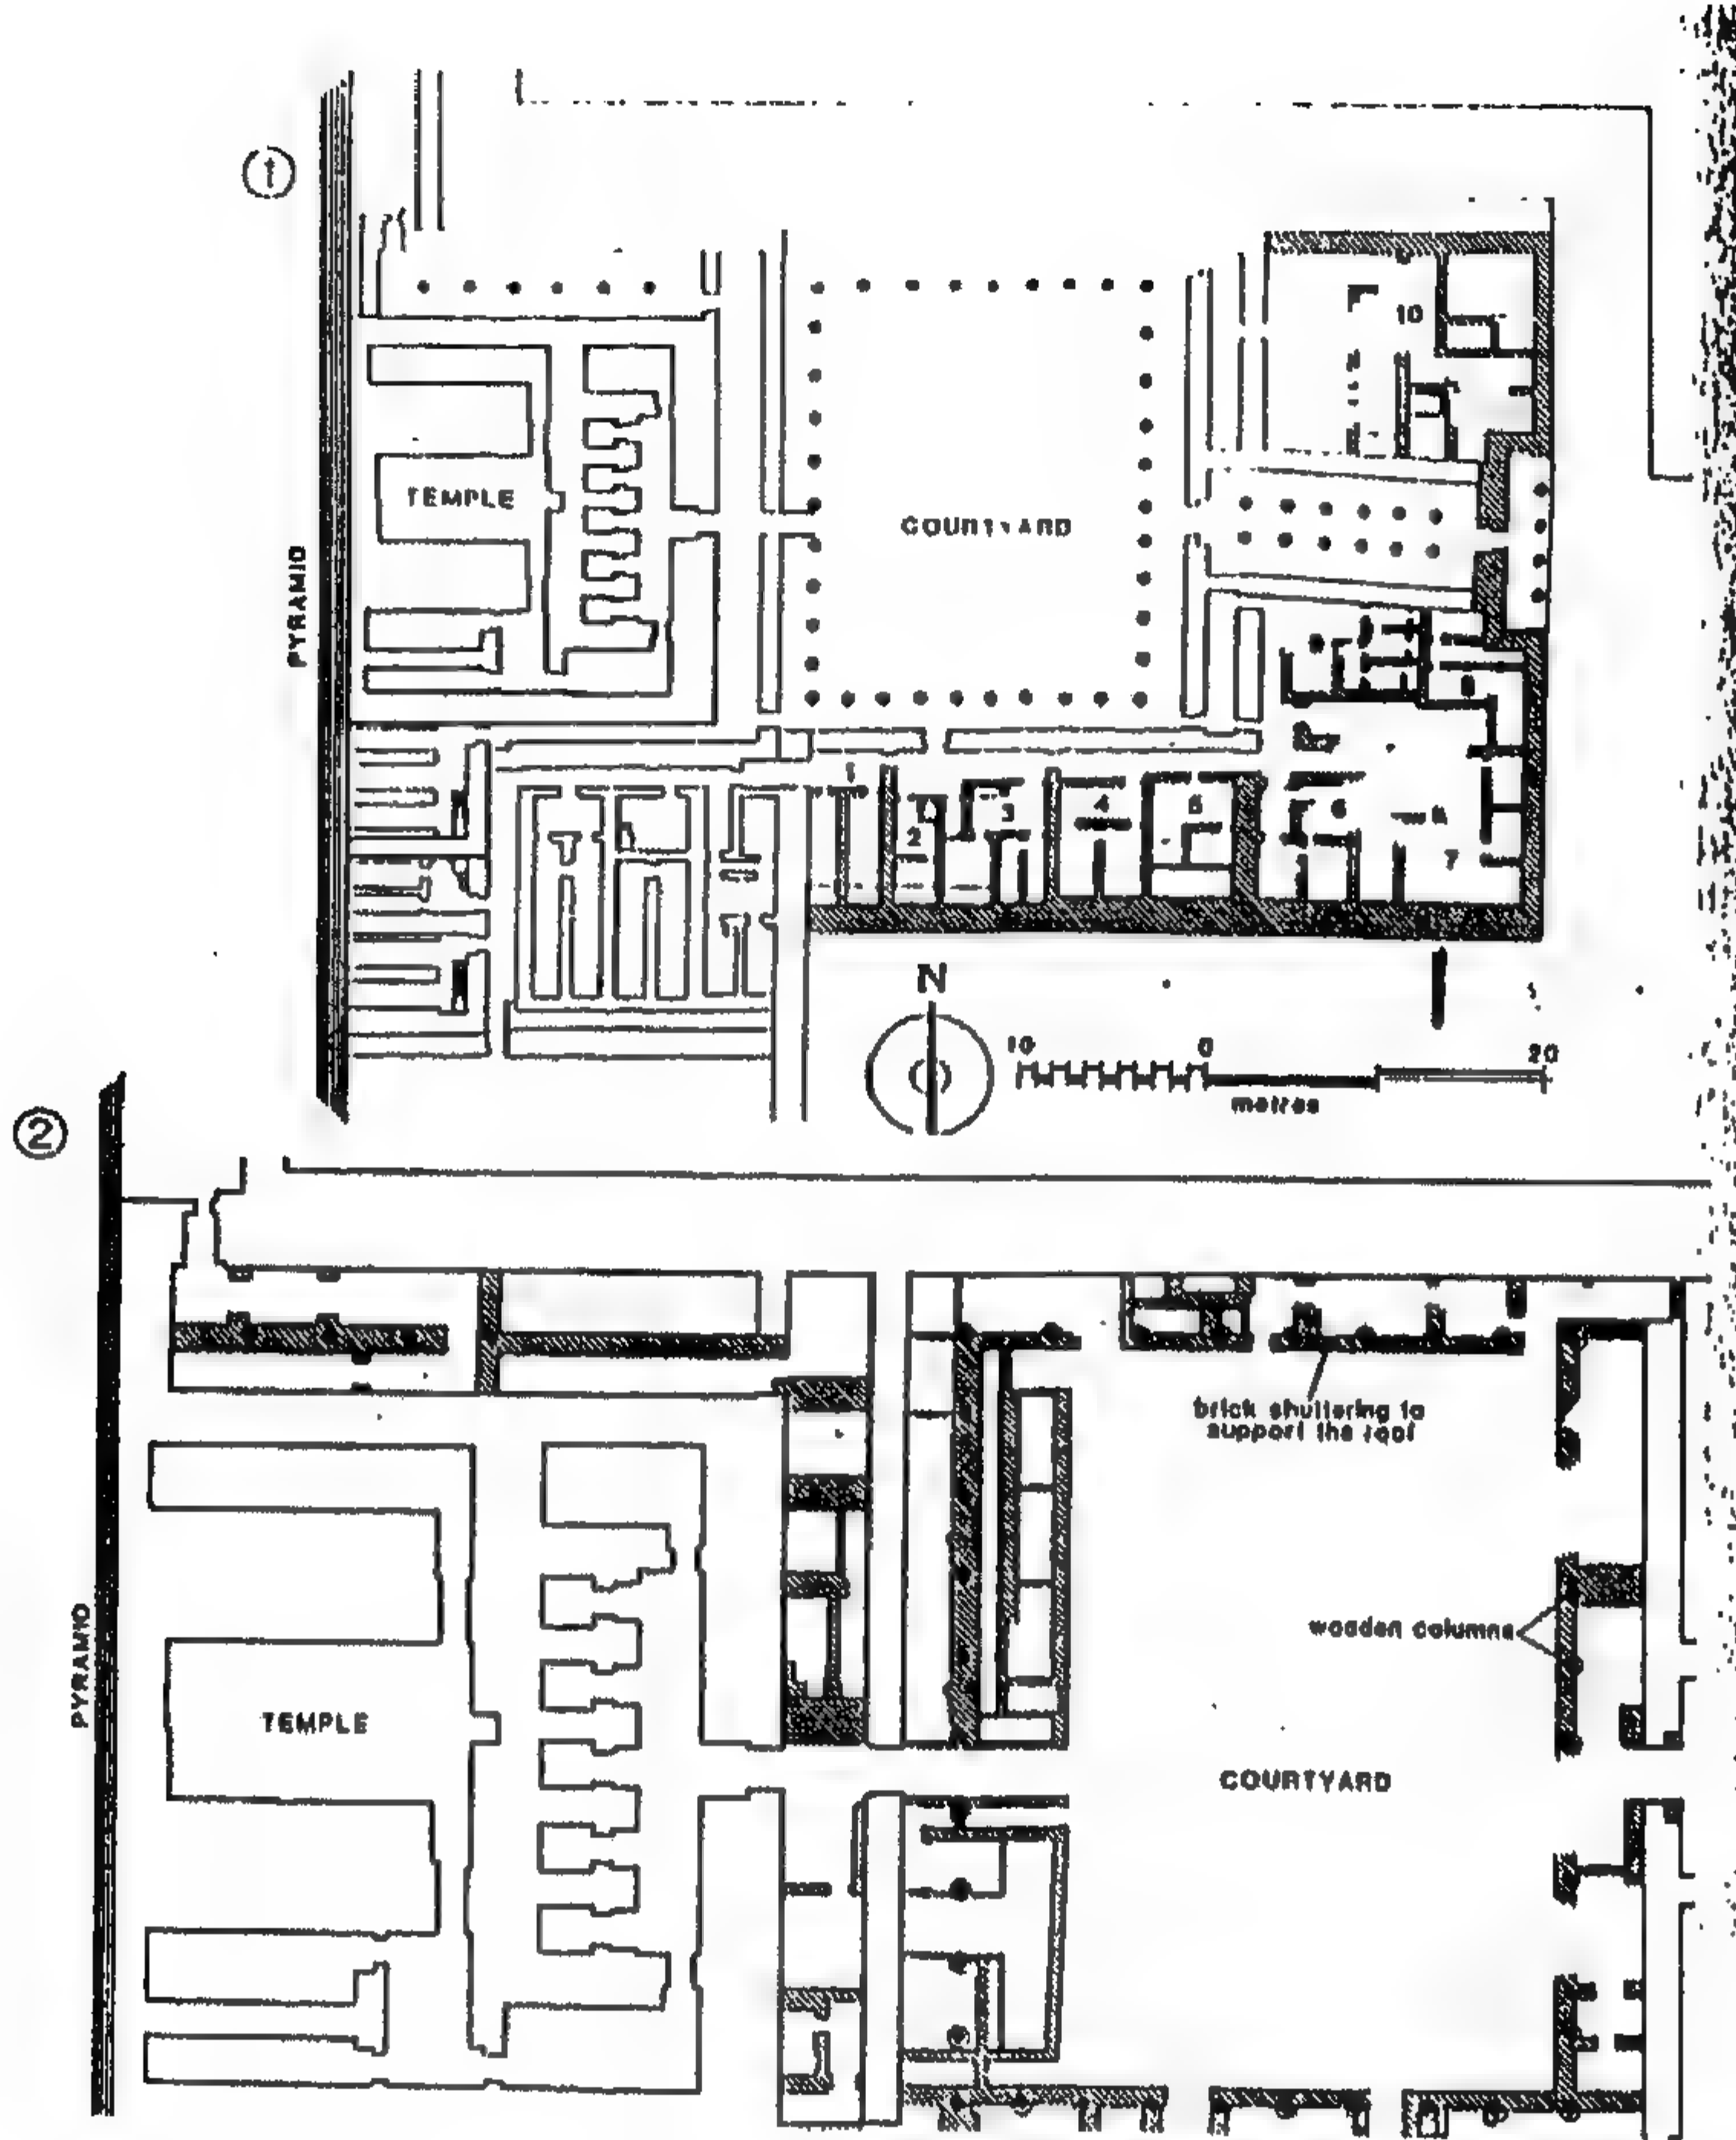 1
PYRAMID
TEMPLE
COURTYARD
10
1
2
3
4
5
6
7
N
10 0 20
metres
2
PYRAMID
TEMPLE
COURTYARD
brick shuttering to
support the roof
wooden columns